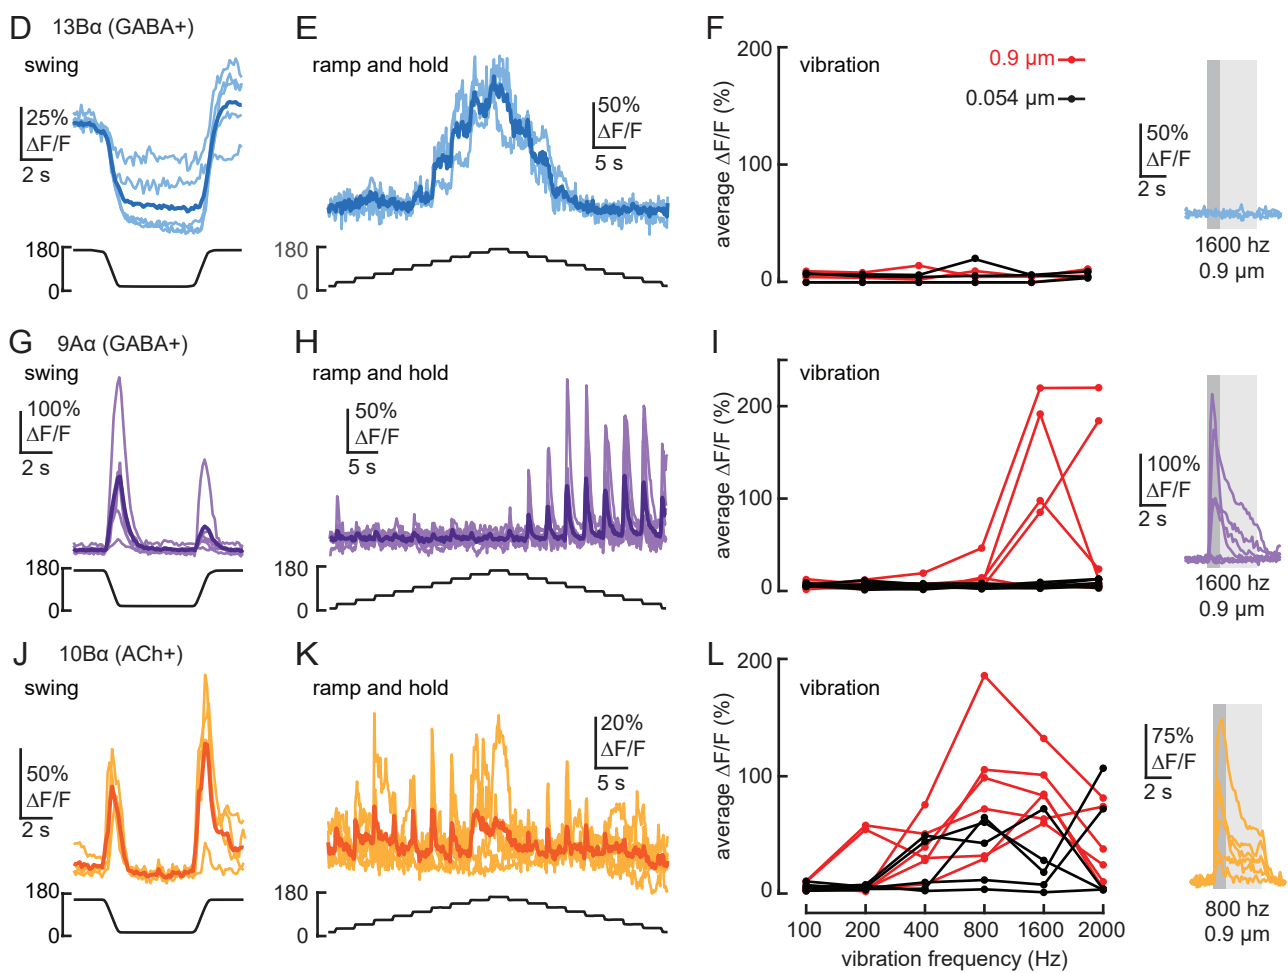 D 13Bα (GABA+)
swing
25%
ΔF/F
2 s
180
0
E
ramp and hold
50%
ΔF/F
5 s
180
0
F
vibration
0.9 µm
0.054 µm
average ΔF/F (%)
200
100
0
50%
ΔF/F
2 s
1600 hz
0.9 µm
G 9Aα (GABA+)
swing
100%
ΔF/F
2 s
180
0
H
ramp and hold
50%
ΔF/F
5 s
180
0
I
vibration
average ΔF/F (%)
200
100
0
100%
ΔF/F
2 s
1600 hz
0.9 µm
J 10Bα (ACh+)
swing
50%
ΔF/F
2 s
180
0
K
ramp and hold
20%
ΔF/F
5 s
180
0
L
vibration
average ΔF/F (%)
200
100
0
100 200 400 800 1600 2000
vibration frequency (Hz)
75%
ΔF/F
2 s
800 hz
0.9 µm